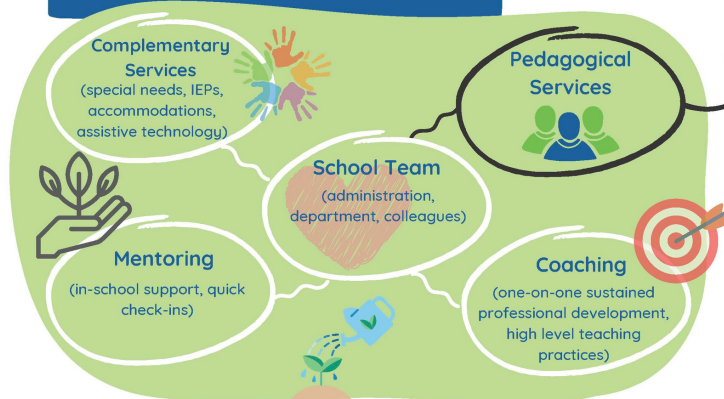 Complementary
Services
(special needs, IEPs,
accommodations,
assistive technology)
Pedagogical
Services
School Team
(administration,
department, colleagues)
Mentoring
(in-school support, quick
check-ins)
Coaching
(one-on-one sustained
professional development,
high level teaching
practices)